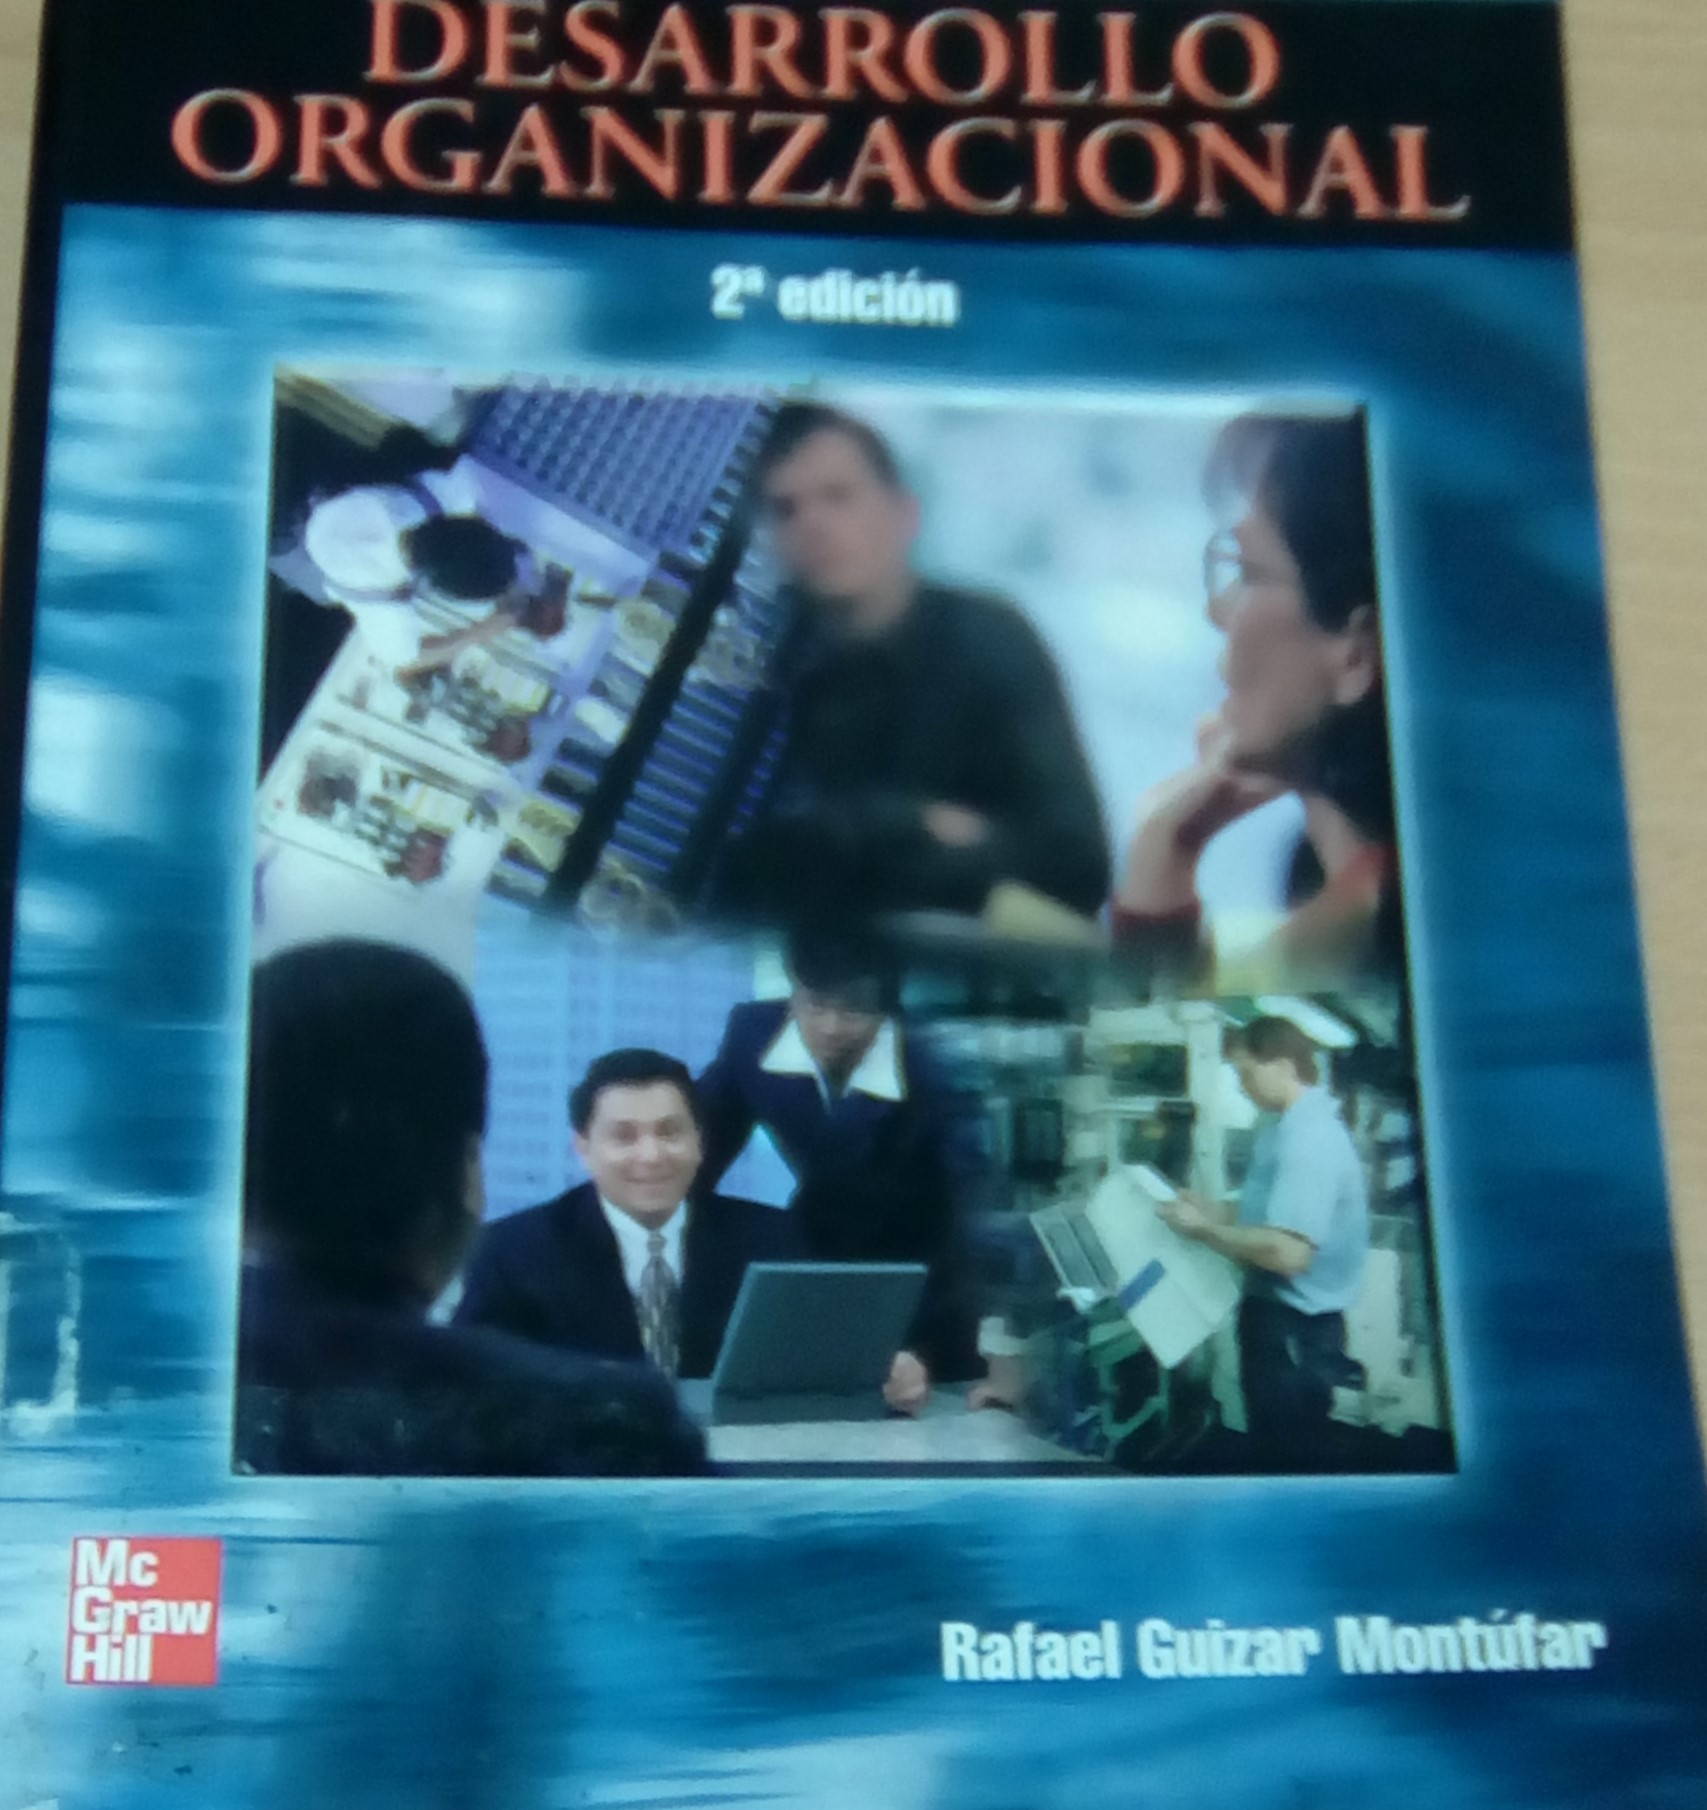 DESARROLLO
ORGANIZACIONAL
2ª edición
Mc
Graw
Hill
Rafael Guizar Montúfar